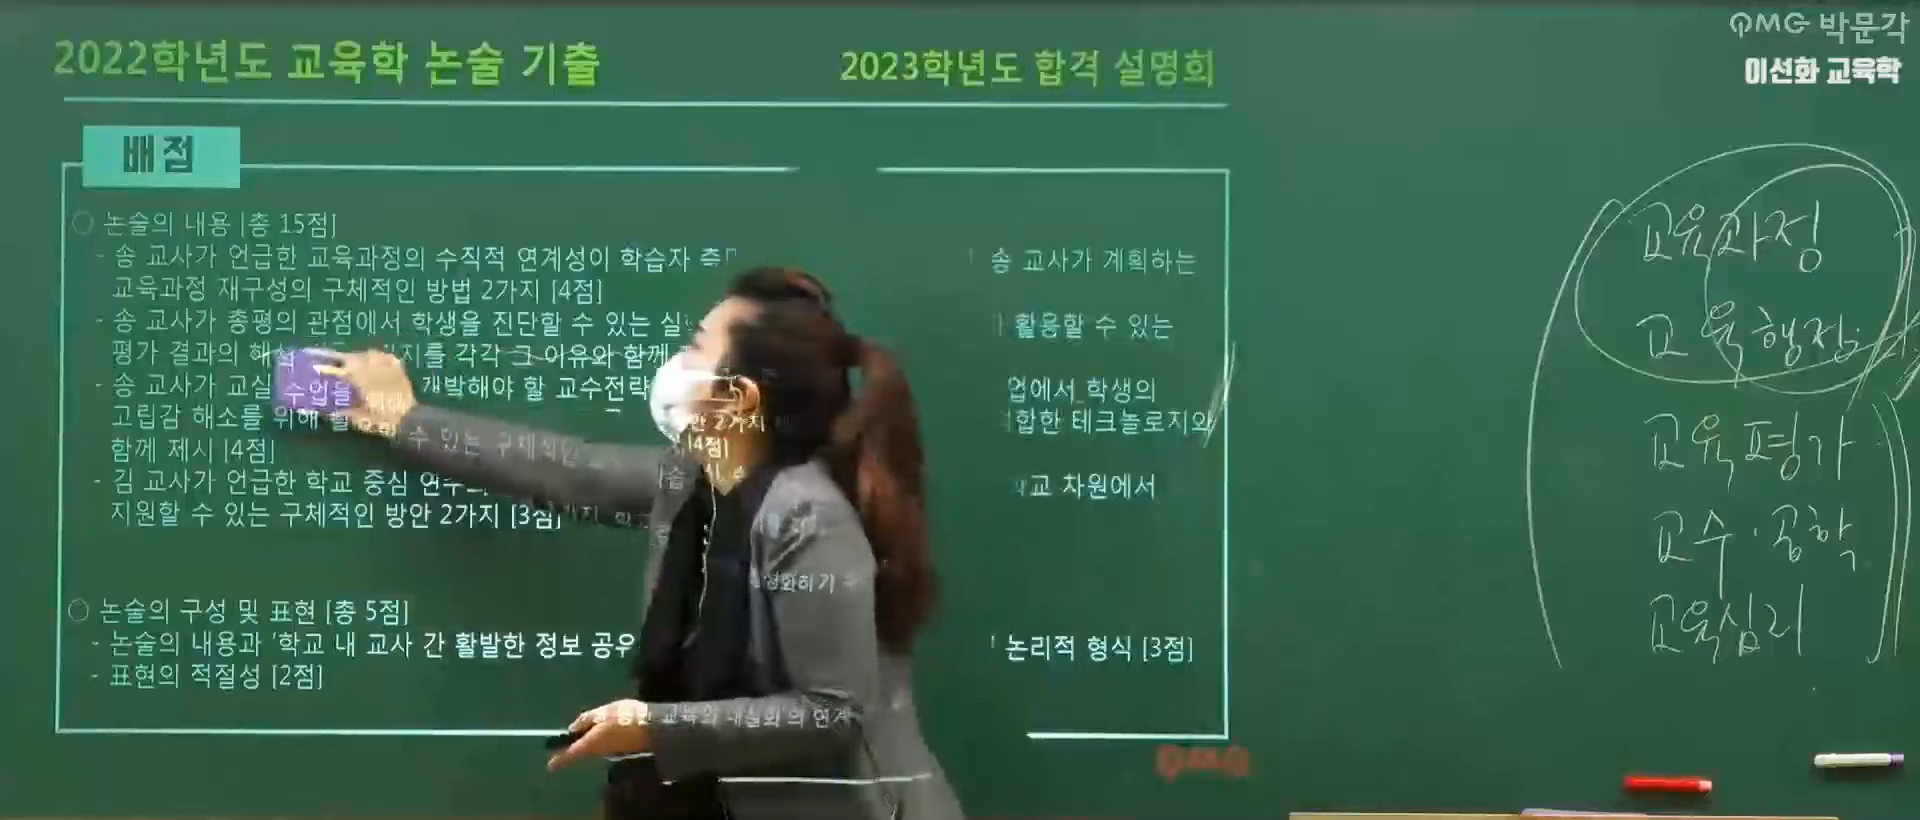 PMG 박문각
이선화 교육학
2022학년도 교육학 논술 기출
2023학년도 합격 설명회
배점
○ 논술의 내용 [총 15점]
- 송 교사가 언급한 교육과정의 수직적 연계성이 학습자 측 송 교사가 계획하는
교육과정 재구성의 구체적인 방법 2가지 [4점]
- 송 교사가 총평의 관점에서 학생을 진단할 수 있는 활용할 수 있는
평가 결과의 해석 각각 그 이유와 함께
- 송 교사가 교실 수업을 개발해야 할 교수전략 업에서 학생의
고립감 해소를 위해 수 있는 구체적인 방안 2가지 합한 테크놀로지와
함께 제시 [4점]
- 김 교사가 언급한 학교 중심 연수 교 차원에서
지원할 수 있는 구체적인 방안 2가지 [3점]
○ 논술의 구성 및 표현 [총 5점]
- 논술의 내용과 '학교 내 교사 간 활발한 정보 공유 논리적 형식 [3점]
- 표현의 적절성 [2점]
교육과정
교육행정
교육평가
교수·공학
교육심리